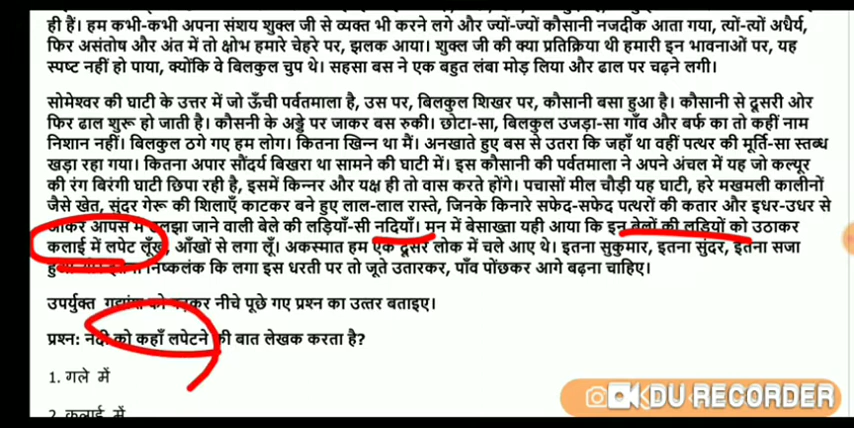 ही हैं। हम कभी-कभी अपना संशय शुक्ल जी से व्यक्त भी करने लगे और ज्यों-ज्यों कौसानी नजदीक आता गया, त्यों-त्यों अधैर्य,
फिर असंतोष और अंत में तो क्षोभ हमारे चेहरे पर, झलक आया। शुक्ल जी की क्या प्रतिक्रिया थी हमारी इन भावनाओं पर, यह
स्पष्ट नहीं हो पाया, क्योंकि वे बिलकुल चुप थे। सहसा बस ने एक बहुत लंबा मोड़ लिया और ढाल पर चढ़ने लगी।
सोमेश्वर की घाटी के उत्तर में जो ऊँची पर्वतमाला है, उस पर, बिलकुल शिखर पर, कौसानी बसा हुआ है। कौसानी से दूसरी ओर
फिर ढाल शुरू हो जाती है। कौसनी के अड्डे पर जाकर बस रुकी। छोटा-सा, बिलकुल उजड़ा-सा गाँव और बर्फ का तो कहीं नाम
निशान नहीं। बिलकुल ठगे गए हम लोग। कितना खिन्न था मैं। अनखाते हुए बस से उतरा कि जहाँ था वहीं पत्थर की मूर्ति-सा स्तब्ध
खड़ा रहा गया। कितना अपार सौंदर्य बिखरा था सामने की घाटी में। इस कौसानी की पर्वतमाला ने अपने अंचल में यह जो कल्यूर
की रंग बिरंगी घाटी छिपा रही है, इसमें किन्नर और यक्ष ही तो वास करते होंगे। पचासों मील चौड़ी यह घाटी, हरे मखमली कालीनों
जैसे खेत, सुंदर गेरू की शिलाएँ काटकर बने हुए लाल-लाल रास्ते, जिनके किनारे सफेद-सफेद पत्थरों की कतार और इधर-उधर से
आकर आपस में उलझा जाने वाली बेले की लड़ियाँ-सी नदियाँ। मन में बेसाख्ता यही आया कि इन बेलों की लड़ियों को उठाकर
कलाई में लपेट लूँ, आँखों से लगा लूँ। अकस्मात हम एक दूसरे लोक में चले आए थे। इतना सुकुमार, इतना सुंदर, इतना सजा
हुआ निष्कलंक कि लगा इस धरती पर तो जूते उतारकर, पाँव पोंछकर आगे बढ़ना चाहिए।
उपर्युक्त गद्यांश को पढ़कर नीचे पूछे गए प्रश्न का उत्तर बताइए।
प्रश्न: नदी को कहाँ लपेटने की बात लेखक करता है?
1. गले में
2. कलाई में
DU RECORDER